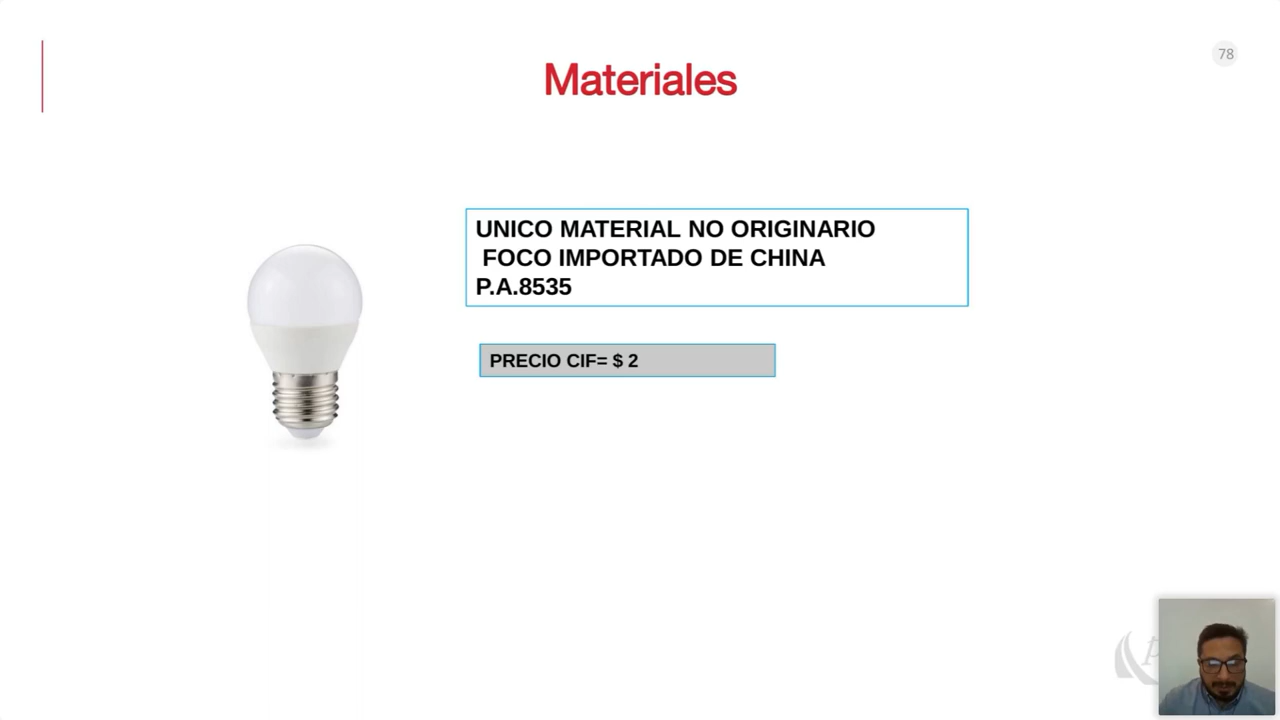 78
Materiales
UNICO MATERIAL NO ORIGINARIO
FOCO IMPORTADO DE CHINA
P.A.8535
PRECIO CIF= $ 2